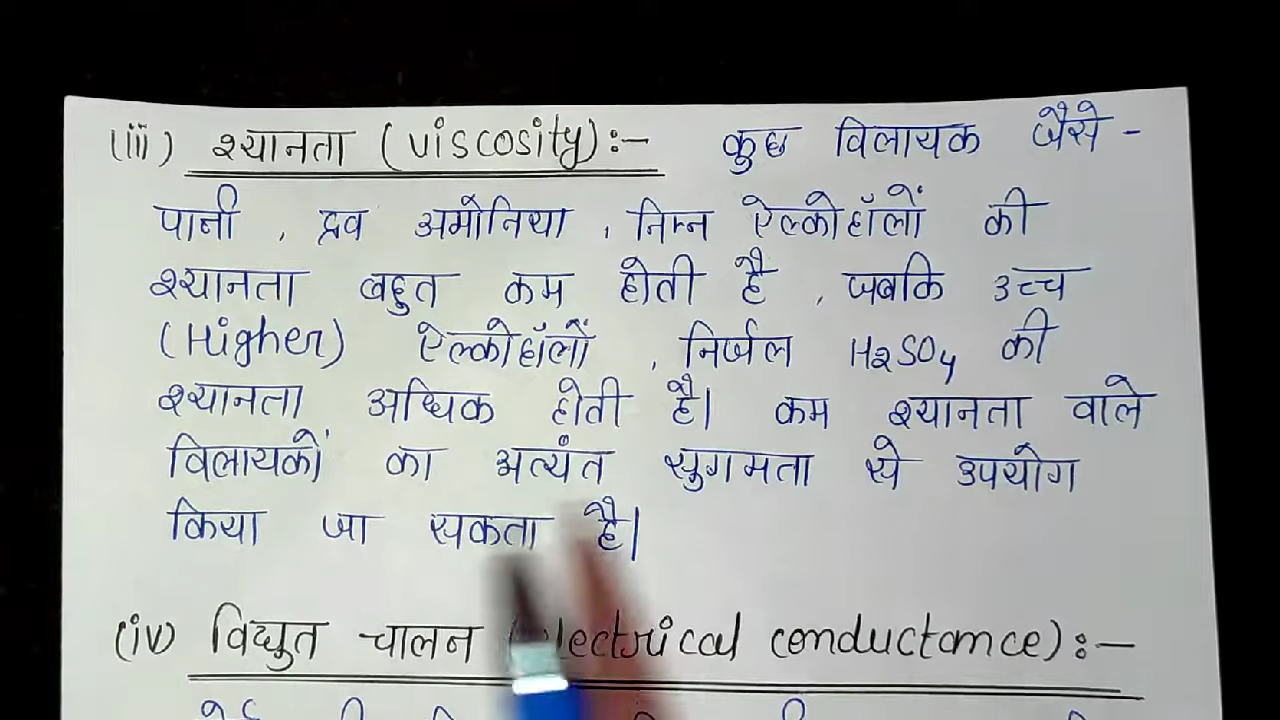 (iii) श्यानता (viscosity):- कुछ विलायक जैसे -
पानी , द्रव अमोनिया , निम्न ऐल्कोहॉलों की
श्यानता बहुत कम होती है , जबकि उच्च
(Higher) ऐल्कोहॉलों , निर्जल H2SO4 की
श्यानता अधिक होती है। कम श्यानता वाले
विलायकों का अत्यंत सुगमता से उपयोग
किया जा सकता है।
(iv) विद्युत चालन (electrical conductance):-